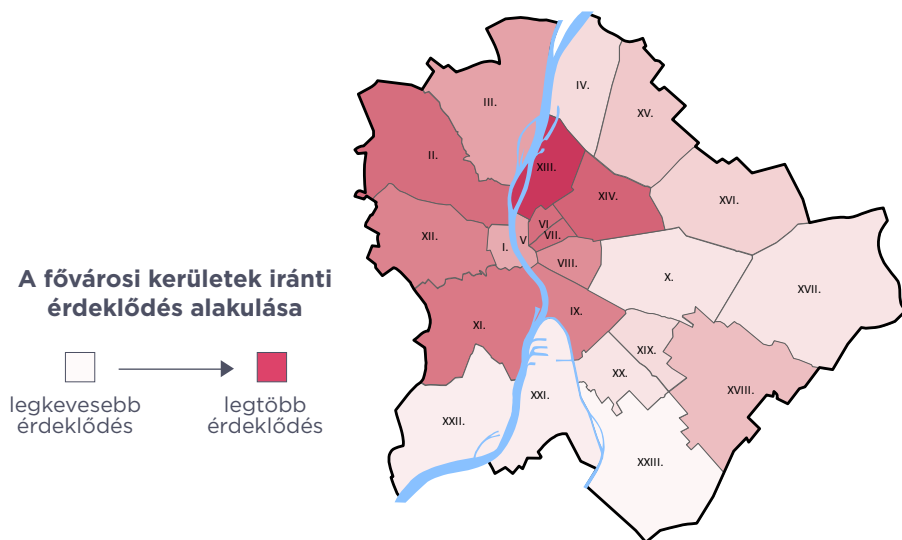 A fővárosi kerületek iránti
érdeklődés alakulása
legkevesebb
érdeklődés
legtöbb
érdeklődés
III.
IV.
XV.
II.
XIII.
XIV.
XVI.
XII.
I.
V
VI.
VII.
VIII.
X.
XVII.
XI.
IX.
XIX.
XX.
XVIII.
XXI.
XXII.
XXIII.